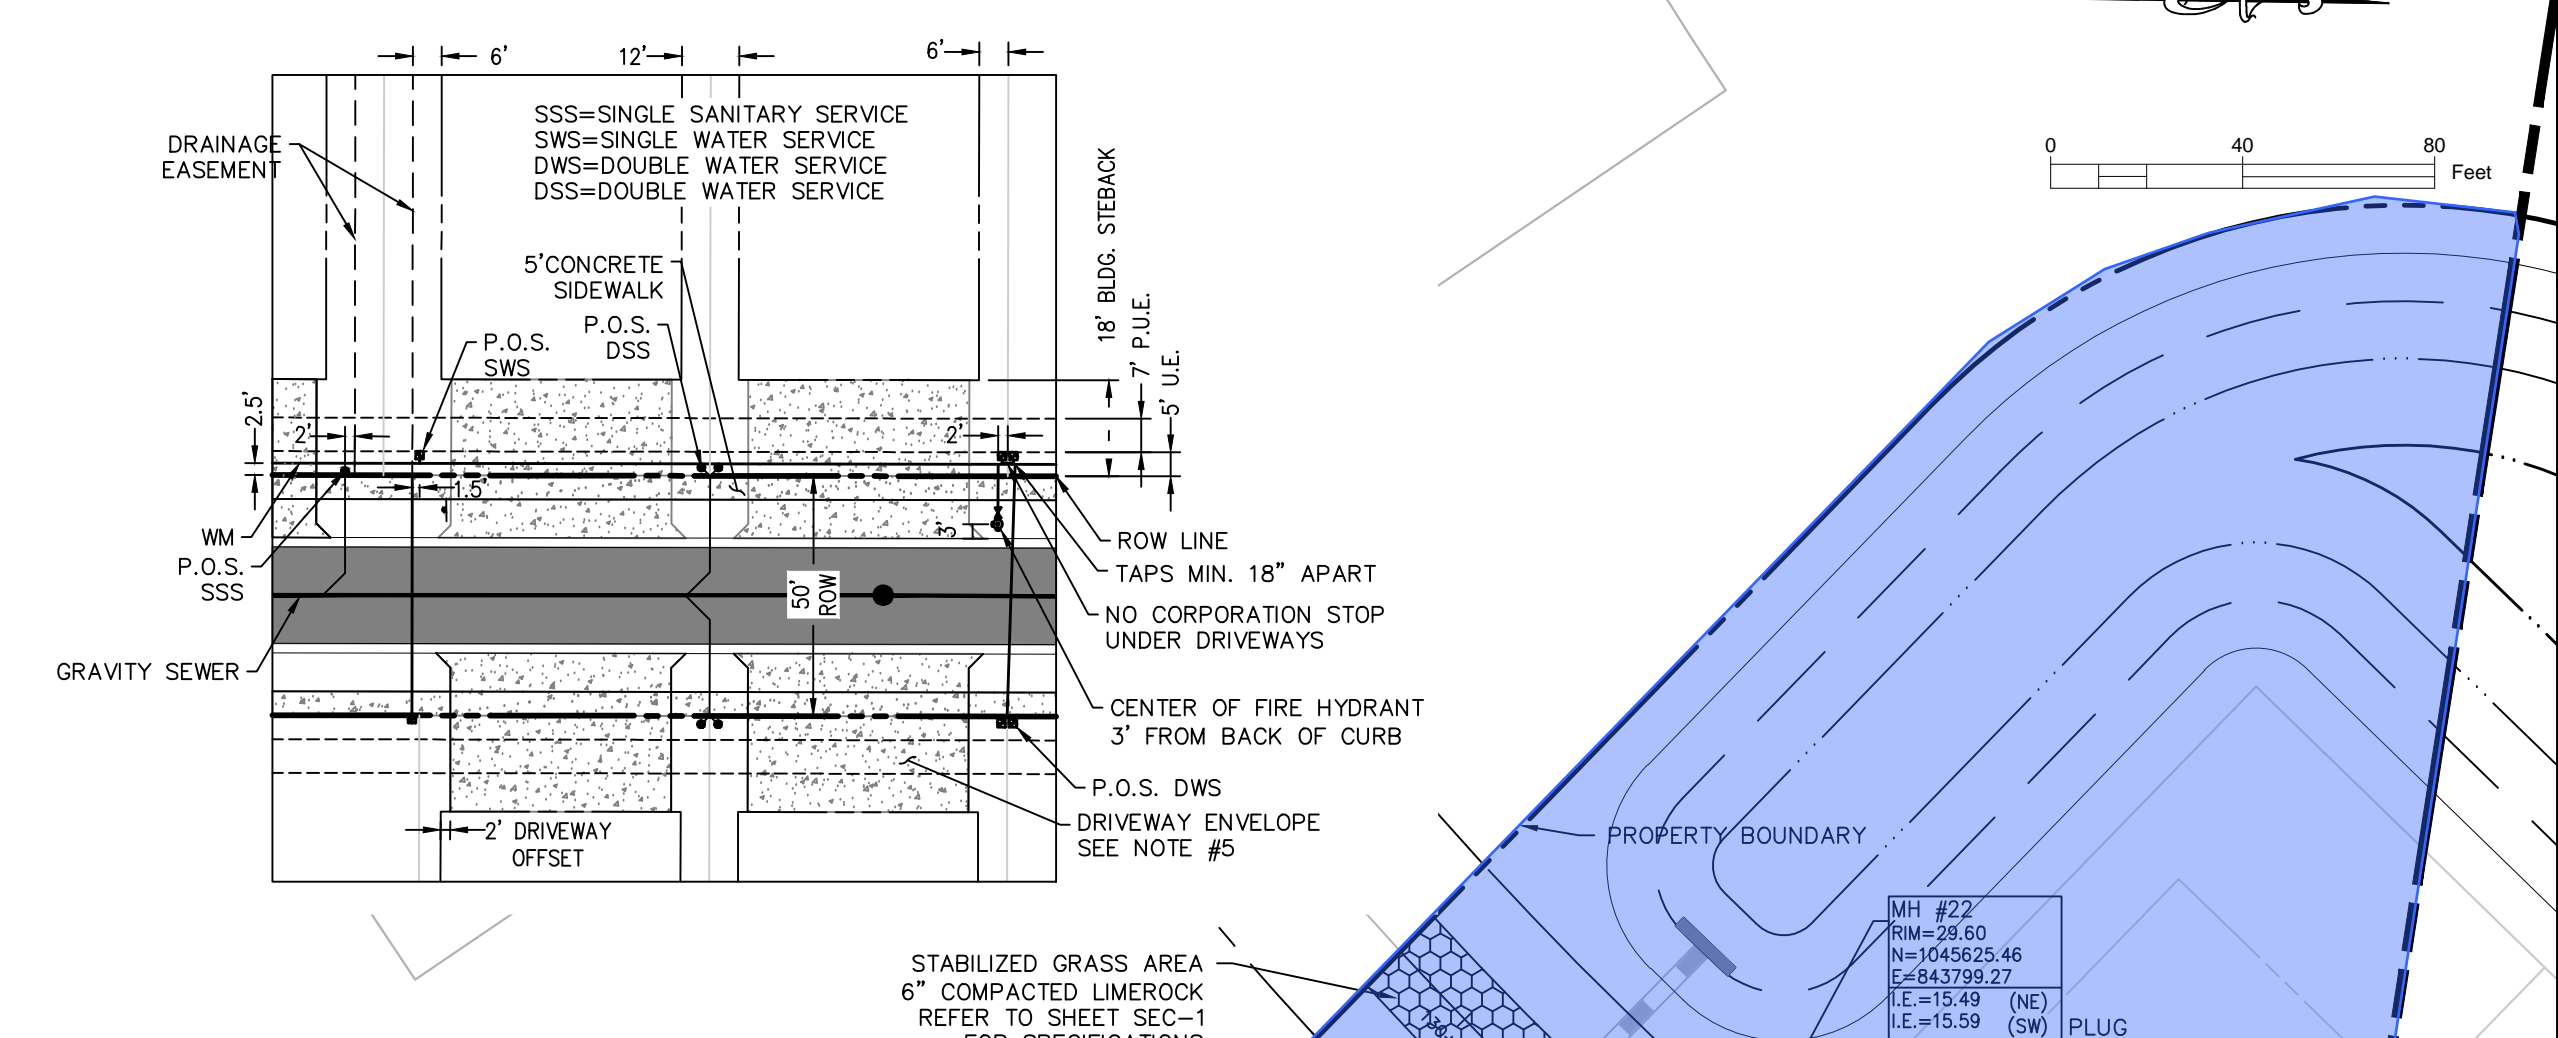 6'
12'
6'
SSS=SINGLE SANITARY SERVICE
SWS=SINGLE WATER SERVICE
DWS=DOUBLE WATER SERVICE
DSS=DOUBLE WATER SERVICE
DRAINAGE
EASEMENT
18' BLDG. STEBACK
7' P.U.E.
5' U.E.
5'CONCRETE
SIDEWALK
P.O.S.
DSS
P.O.S.
SWS
2.5'
2'
2'
1.5'
3'
WM
P.O.S.
SSS
50'
ROW
ROW LINE
TAPS MIN. 18" APART
NO CORPORATION STOP
UNDER DRIVEWAYS
GRAVITY SEWER
CENTER OF FIRE HYDRANT
3' FROM BACK OF CURB
P.O.S. DWS
DRIVEWAY ENVELOPE
SEE NOTE #5
2' DRIVEWAY
OFFSET
0 40 80
Feet
PROPERTY BOUNDARY
STABILIZED GRASS AREA
6" COMPACTED LIMEROCK
REFER TO SHEET SEC-1
FOR SPECIFICATIONS
MH #22
RIM=29.60
N=1045625.46
E=843799.27
I.E.=15.49 (NE)
I.E.=15.59 (SW) PLUG